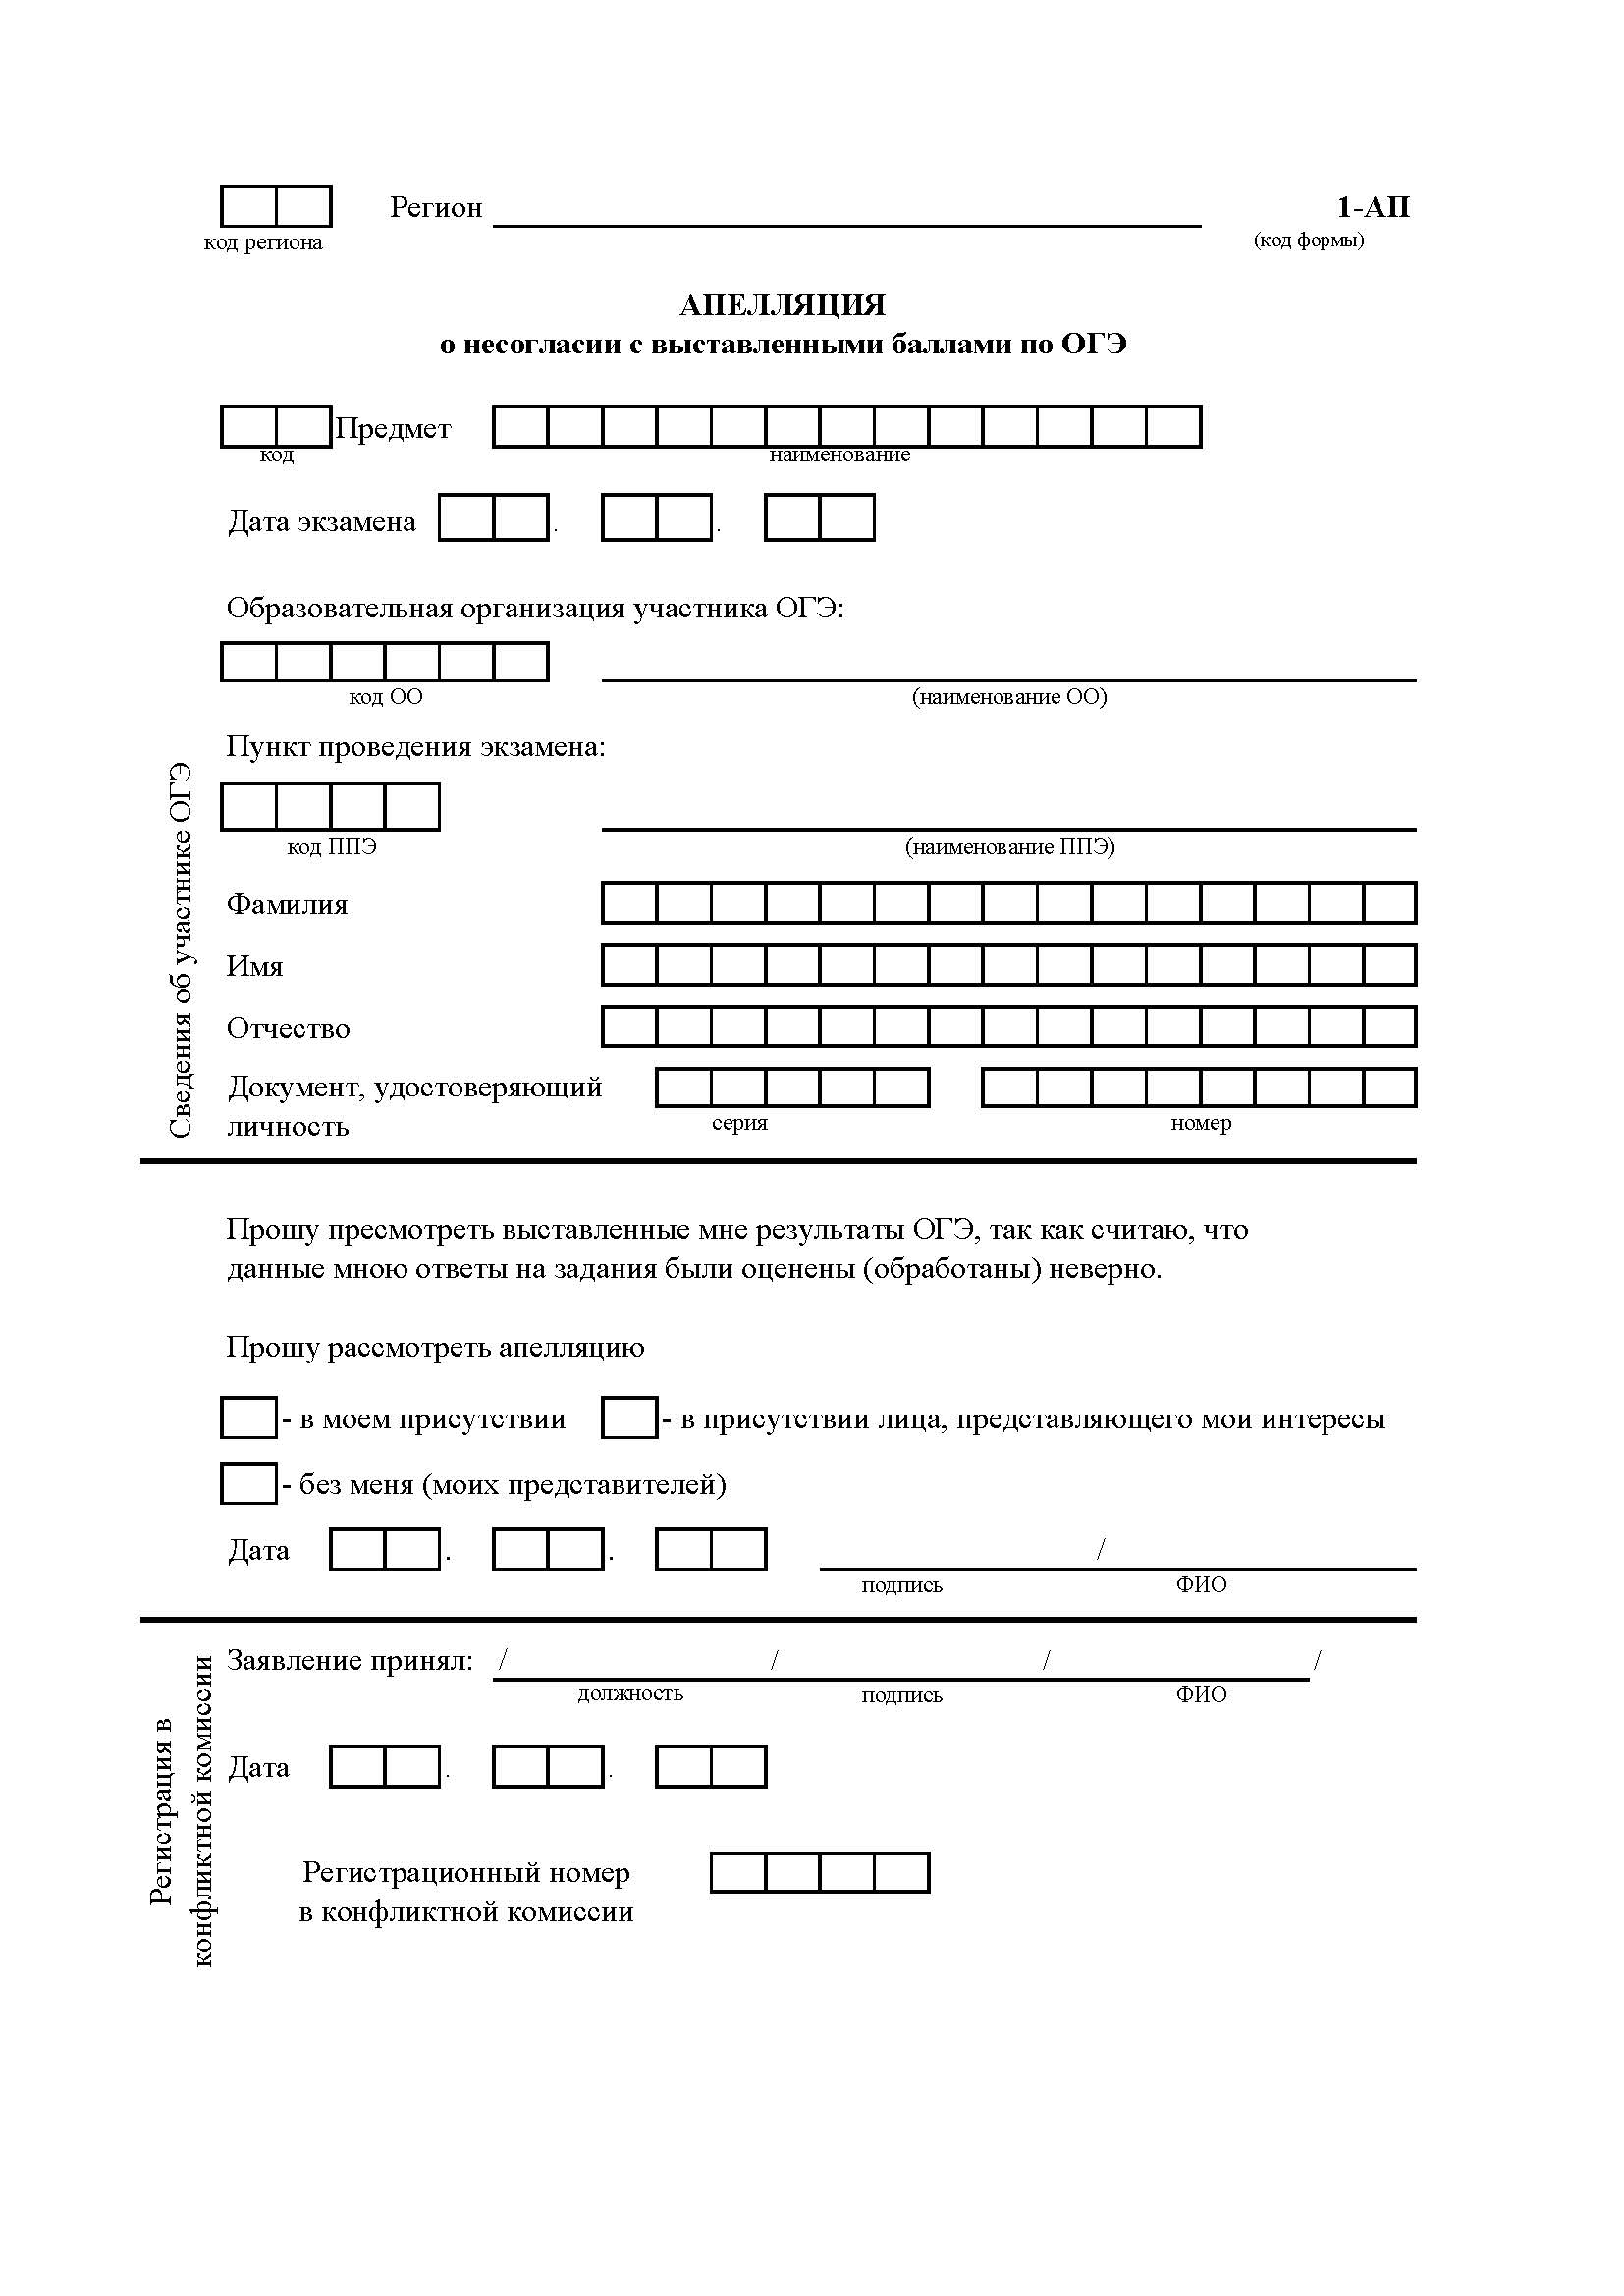 Регион 1-АП
код региона (код формы)
АПЕЛЛЯЦИЯ
о несогласии с выставленными баллами по ОГЭ
Предмет
код наименование
Дата экзамена . .
Образовательная организация участника ОГЭ:
код ОО (наименование ОО)
Пункт проведения экзамена:
код ППЭ (наименование ППЭ)
Сведения об участнике ОГЭ
Фамилия
Имя
Отчество
Документ, удостоверяющий
личность
серия номер
Прошу пресмотреть выставленные мне результаты ОГЭ, так как считаю, что
данные мною ответы на задания были оценены (обработаны) неверно.
Прошу рассмотреть апелляцию
- в моем присутствии - в присутствии лица, представляющего мои интересы
- без меня (моих представителей)
Дата . . /
подпись ФИО
Регистрация в
конфликтной комиссии
Заявление принял: / / / /
должность подпись ФИО
Дата . .
Регистрационный номер
в конфликтной комиссии